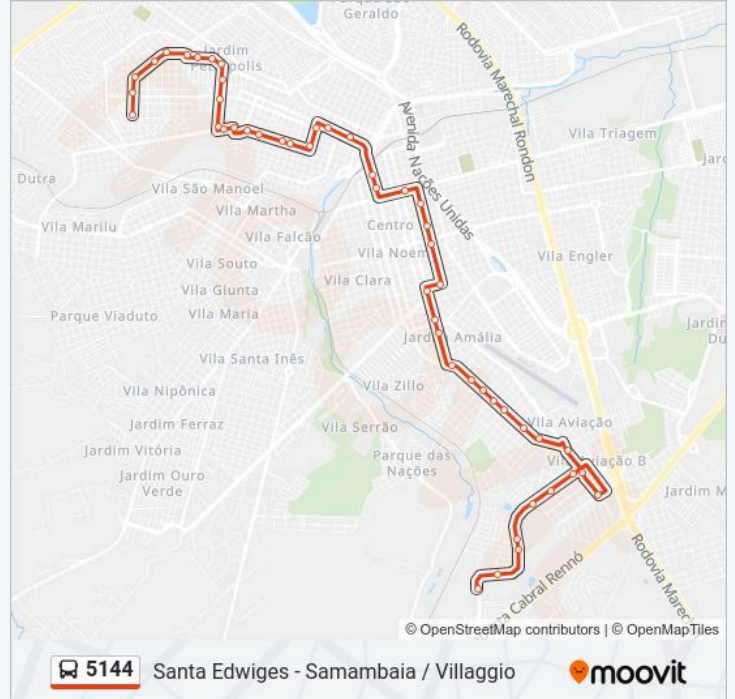 Parque São
Geraldo
Jardim
Petrópolis
Rodovia Marechal Rondon
Avenida Nações Unidas
Vila Triagem
Dutra
Vila São Manoel
Vila Martha
Vila Marilu
Centro
Vila Falcão
Vila Noem
Vila Engler
Vila Souto
Vila Clara
Vila Giunta
Parque Viaduto
Vila Maria
Jardim Amália
Jardin
Vila Santa Inês
Vila Zillo
Vila Nipônica
Jardim Ferraz
Vila Serrão
Vila Aviação
Jardim Vitória
Parque das
Nações
Vila Aviação B
Jardim Ouro
Verde
Jardim M
Cabral Rennó
Rodovia Marec
© OpenStreetMap contributors | © OpenMapTiles
5144 Santa Edwiges - Samambaia / Villaggio moovit